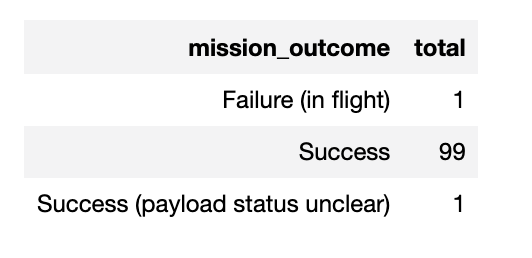 mission_outcome total
Failure (in flight) 1
Success 99
Success (payload status unclear) 1